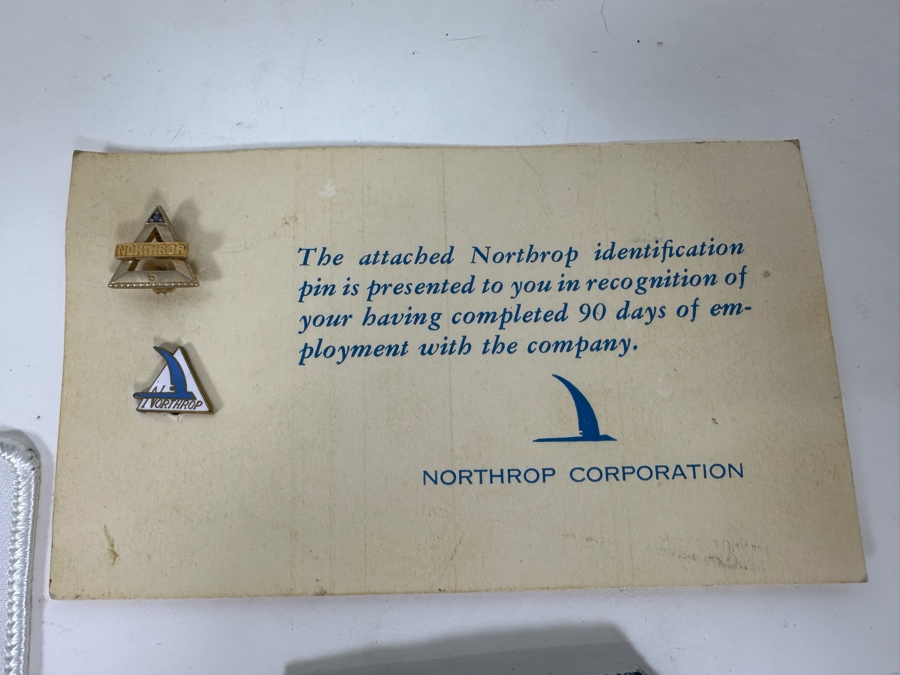 NORTHROP
5
NORTHROP
The attached Northrop identification
pin is presented to you in recognition of
your having completed 90 days of em-
ployment with the company.
NORTHROP CORPORATION